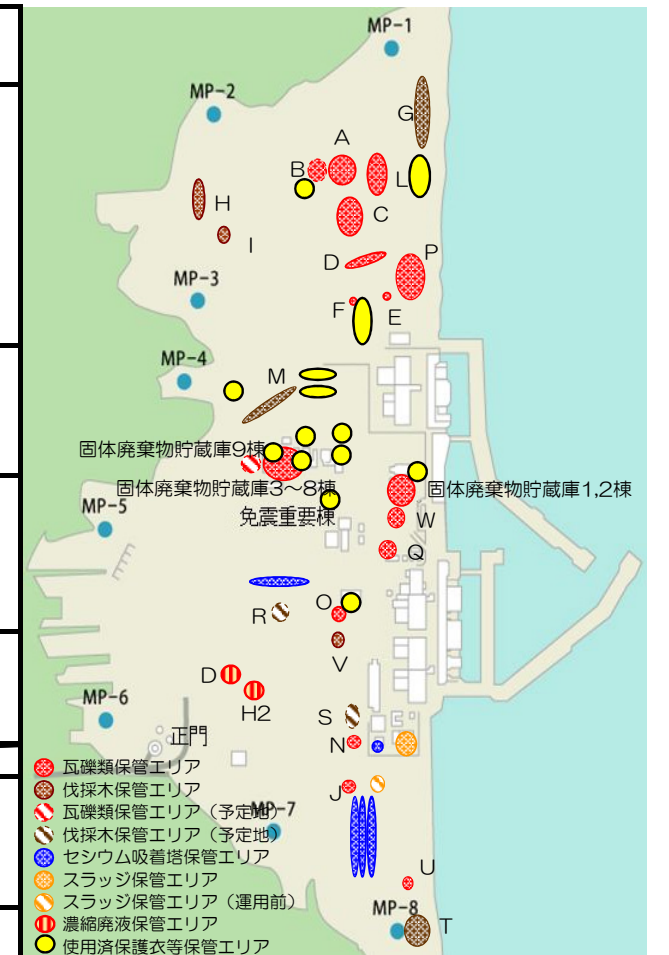 MP-1
MP-2
G
A
B
L
H
C
I
D
P
MP-3
F
E
MP-4
M
固体廃棄物貯蔵庫9棟
固体廃棄物貯蔵庫3～8棟
固体廃棄物貯蔵庫1,2棟
免震重要棟
W
MP-5
Q
O
R
V
D
H2
MP-6
S
正門
N
瓦礫類保管エリア
伐採木保管エリア
J
瓦礫類保管エリア（予定地）
MP-7
伐採木保管エリア（予定地）
セシウム吸着塔保管エリア
スラッジ保管エリア
U
スラッジ保管エリア（運用前）
MP-8
濃縮廃液保管エリア
T
使用済保護衣等保管エリア